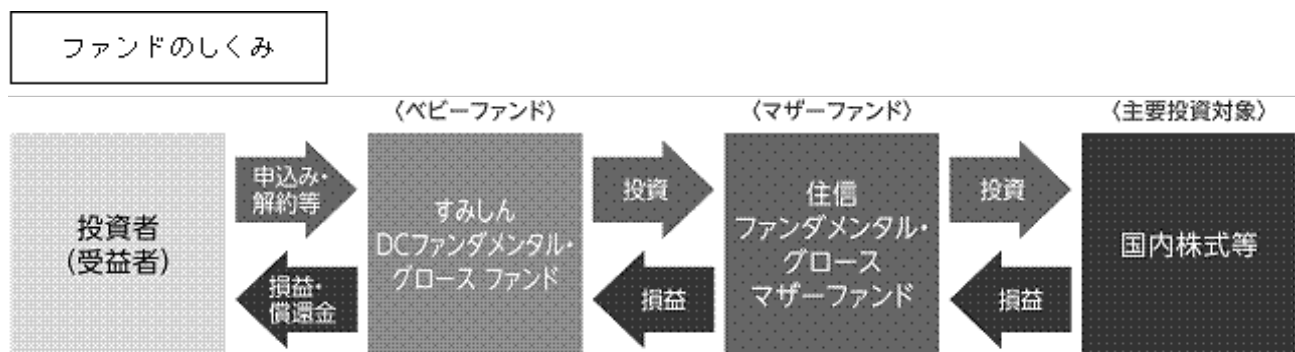 ファンドのしくみ
〈ベビーファンド〉
〈マザーファンド〉
〈主要投資対象〉
投資者
(受益者)
申込み・
解約等
損益・
償還金
すみしん
DCファンダメンタル・
グロース ファンド
投資
損益
住信
ファンダメンタル・
グロース
マザーファンド
投資
損益
国内株式等